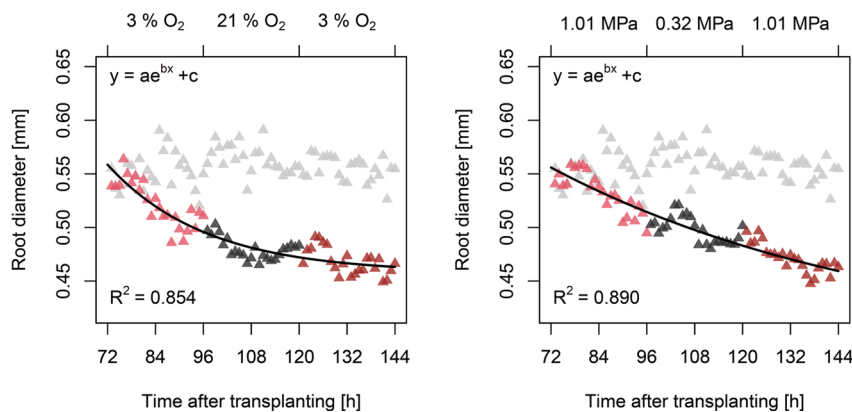 3 % O₂ 21 % O₂ 3 % O₂
y = ae^bx +c
R² = 0.854
Root diameter [mm]
0.65
0.60
0.55
0.50
0.45
72 84 96 108 120 132 144
Time after transplanting [h]
1.01 MPa 0.32 MPa 1.01 MPa
y = ae^bx +c
R² = 0.890
Root diameter [mm]
0.65
0.60
0.55
0.50
0.45
72 84 96 108 120 132 144
Time after transplanting [h]